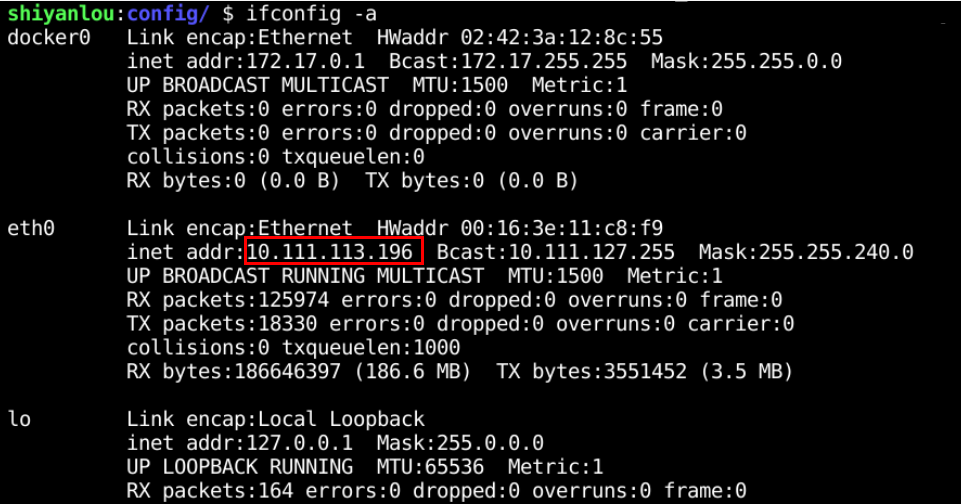 shiyanlou:config/ $ ifconfig -a
docker0   Link encap:Ethernet  HWaddr 02:42:3a:12:8c:55
          inet addr:172.17.0.1  Bcast:172.17.255.255  Mask:255.255.0.0
          UP BROADCAST MULTICAST  MTU:1500  Metric:1
          RX packets:0 errors:0 dropped:0 overruns:0 frame:0
          TX packets:0 errors:0 dropped:0 overruns:0 carrier:0
          collisions:0 txqueuelen:0
          RX bytes:0 (0.0 B)  TX bytes:0 (0.0 B)
eth0      Link encap:Ethernet  HWaddr 00:16:3e:11:c8:f9
          inet addr:10.111.113.196  Bcast:10.111.127.255  Mask:255.255.240.0
          UP BROADCAST RUNNING MULTICAST  MTU:1500  Metric:1
          RX packets:125974 errors:0 dropped:0 overruns:0 frame:0
          TX packets:18330 errors:0 dropped:0 overruns:0 carrier:0
          collisions:0 txqueuelen:1000
          RX bytes:186646397 (186.6 MB)  TX bytes:3551452 (3.5 MB)
lo        Link encap:Local Loopback
          inet addr:127.0.0.1  Mask:255.0.0.0
          UP LOOPBACK RUNNING  MTU:65536  Metric:1
          RX packets:164 errors:0 dropped:0 overruns:0 frame:0